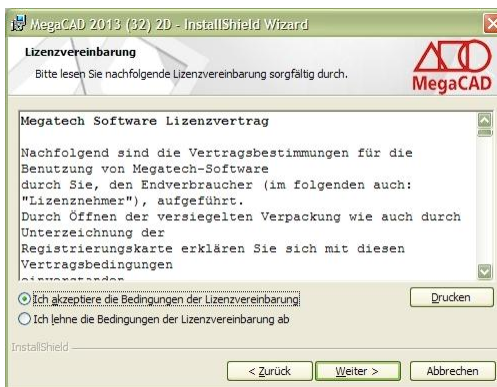 MegaCAD 2013 (32) 2D - InstallShield Wizard
Lizenzvereinbarung
Bitte lesen Sie nachfolgende Lizenzvereinbarung sorgfältig durch.
MegaCAD
Megatech Software Lizenzvertrag
Nachfolgend sind die Vertragsbestimmungen für die
Benutzung von Megatech-Software
durch Sie, den Endverbraucher (im folgenden auch:
"Lizenznehmer"), aufgeführt.
Durch Öffnen der versiegelten Verpackung wie auch durch
Unterzeichnung der
Registrierungskarte erklären Sie sich mit diesen
Vertragsbedingungen
einverstanden
Ich akzeptiere die Bedingungen der Lizenzvereinbarung
Drucken
Ich lehne die Bedingungen der Lizenzvereinbarung ab
InstallShield
< Zurück
Weiter >
Abbrechen